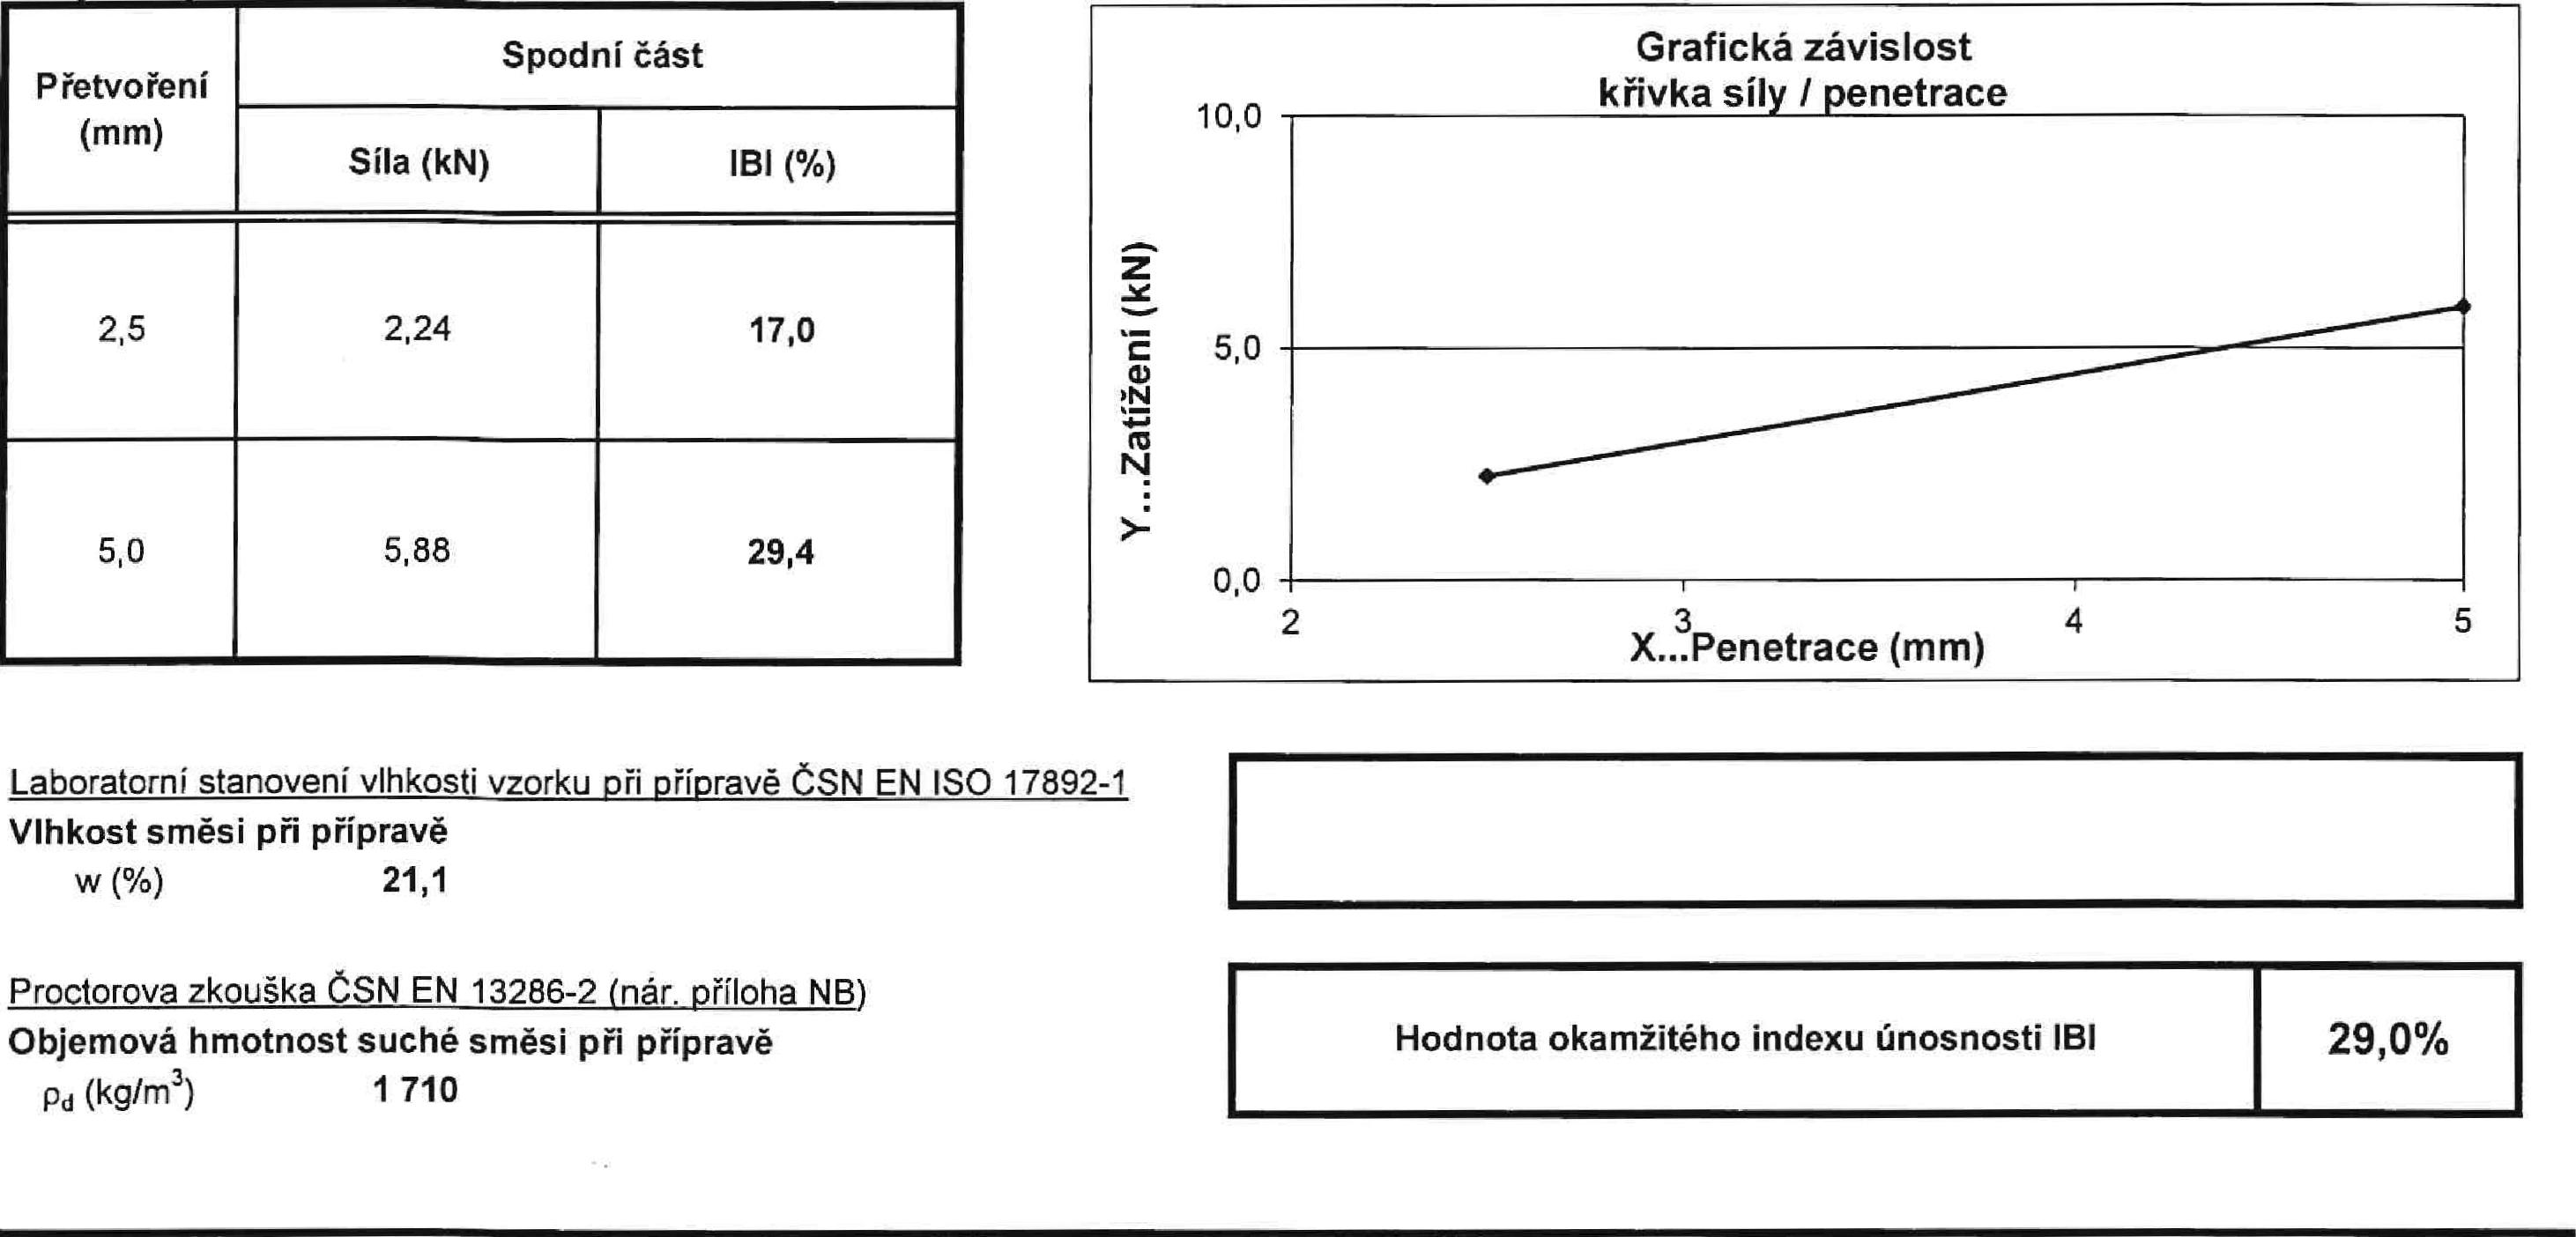 Přetvoření
(mm)
Spodní část
Síla (kN)
IBI (%)
2,5
2,24
17,0
5,0
5,88
29,4
Grafická závislost
křivka síly / penetrace
Y...Zatížení (kN)
10,0
5,0
0,0
2
3
4
5
X...Penetrace (mm)
Laboratorní stanovení vlhkosti vzorku při přípravě ČSN EN ISO 17892-1
Vlhkost směsi při přípravě
w (%) 21,1
Proctorova zkouška ČSN EN 13286-2 (nár. příloha NB)
Objemová hmotnost suché směsi při přípravě
ρd (kg/m³) 1 710
Hodnota okamžitého indexu únosnosti IBI
29,0%